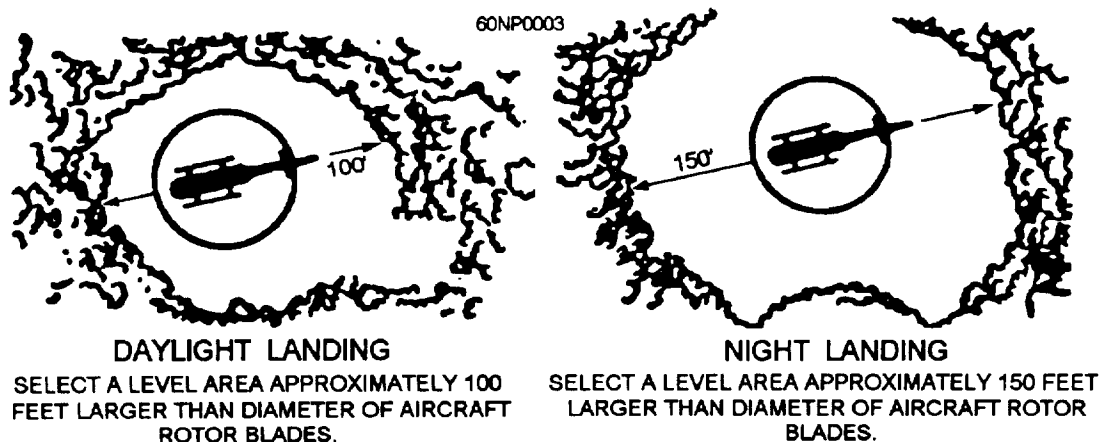 60NP0003
100'
150'
DAYLIGHT LANDING
SELECT A LEVEL AREA APPROXIMATELY 100
FEET LARGER THAN DIAMETER OF AIRCRAFT
ROTOR BLADES.
NIGHT LANDING
SELECT A LEVEL AREA APPROXIMATELY 150 FEET
LARGER THAN DIAMETER OF AIRCRAFT ROTOR
BLADES.